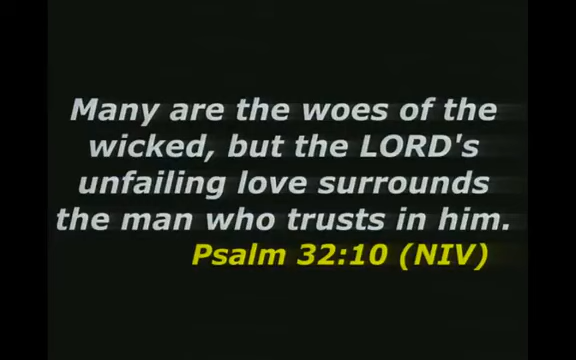 Many are the woes of the
wicked, but the LORD's
unfailing love surrounds
the man who trusts in him.
Psalm 32:10 (NIV)